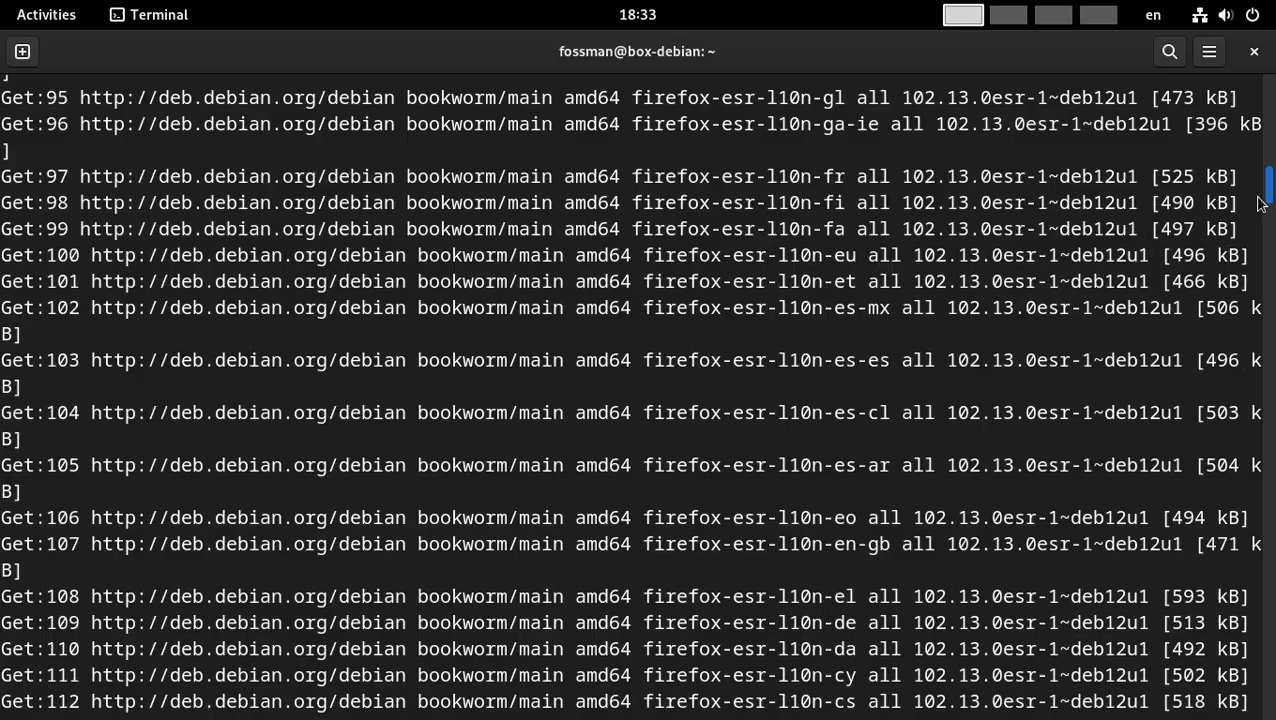 Activities
Terminal
18:33
en
fossman@box-debian: ~
]
Get:95 http://deb.debian.org/debian bookworm/main amd64 firefox-esr-l10n-gl all 102.13.0esr-1~deb12u1 [473 kB]
Get:96 http://deb.debian.org/debian bookworm/main amd64 firefox-esr-l10n-ga-ie all 102.13.0esr-1~deb12u1 [396 kB
]
Get:97 http://deb.debian.org/debian bookworm/main amd64 firefox-esr-l10n-fr all 102.13.0esr-1~deb12u1 [525 kB]
Get:98 http://deb.debian.org/debian bookworm/main amd64 firefox-esr-l10n-fi all 102.13.0esr-1~deb12u1 [490 kB]
Get:99 http://deb.debian.org/debian bookworm/main amd64 firefox-esr-l10n-fa all 102.13.0esr-1~deb12u1 [497 kB]
Get:100 http://deb.debian.org/debian bookworm/main amd64 firefox-esr-l10n-eu all 102.13.0esr-1~deb12u1 [496 kB]
Get:101 http://deb.debian.org/debian bookworm/main amd64 firefox-esr-l10n-et all 102.13.0esr-1~deb12u1 [466 kB]
Get:102 http://deb.debian.org/debian bookworm/main amd64 firefox-esr-l10n-es-mx all 102.13.0esr-1~deb12u1 [506 k
B]
Get:103 http://deb.debian.org/debian bookworm/main amd64 firefox-esr-l10n-es-es all 102.13.0esr-1~deb12u1 [496 k
B]
Get:104 http://deb.debian.org/debian bookworm/main amd64 firefox-esr-l10n-es-cl all 102.13.0esr-1~deb12u1 [503 k
B]
Get:105 http://deb.debian.org/debian bookworm/main amd64 firefox-esr-l10n-es-ar all 102.13.0esr-1~deb12u1 [504 k
B]
Get:106 http://deb.debian.org/debian bookworm/main amd64 firefox-esr-l10n-eo all 102.13.0esr-1~deb12u1 [494 kB]
Get:107 http://deb.debian.org/debian bookworm/main amd64 firefox-esr-l10n-en-gb all 102.13.0esr-1~deb12u1 [471 k
B]
Get:108 http://deb.debian.org/debian bookworm/main amd64 firefox-esr-l10n-el all 102.13.0esr-1~deb12u1 [593 kB]
Get:109 http://deb.debian.org/debian bookworm/main amd64 firefox-esr-l10n-de all 102.13.0esr-1~deb12u1 [513 kB]
Get:110 http://deb.debian.org/debian bookworm/main amd64 firefox-esr-l10n-da all 102.13.0esr-1~deb12u1 [492 kB]
Get:111 http://deb.debian.org/debian bookworm/main amd64 firefox-esr-l10n-cy all 102.13.0esr-1~deb12u1 [502 kB]
Get:112 http://deb.debian.org/debian bookworm/main amd64 firefox-esr-l10n-cs all 102.13.0esr-1~deb12u1 [518 kB]